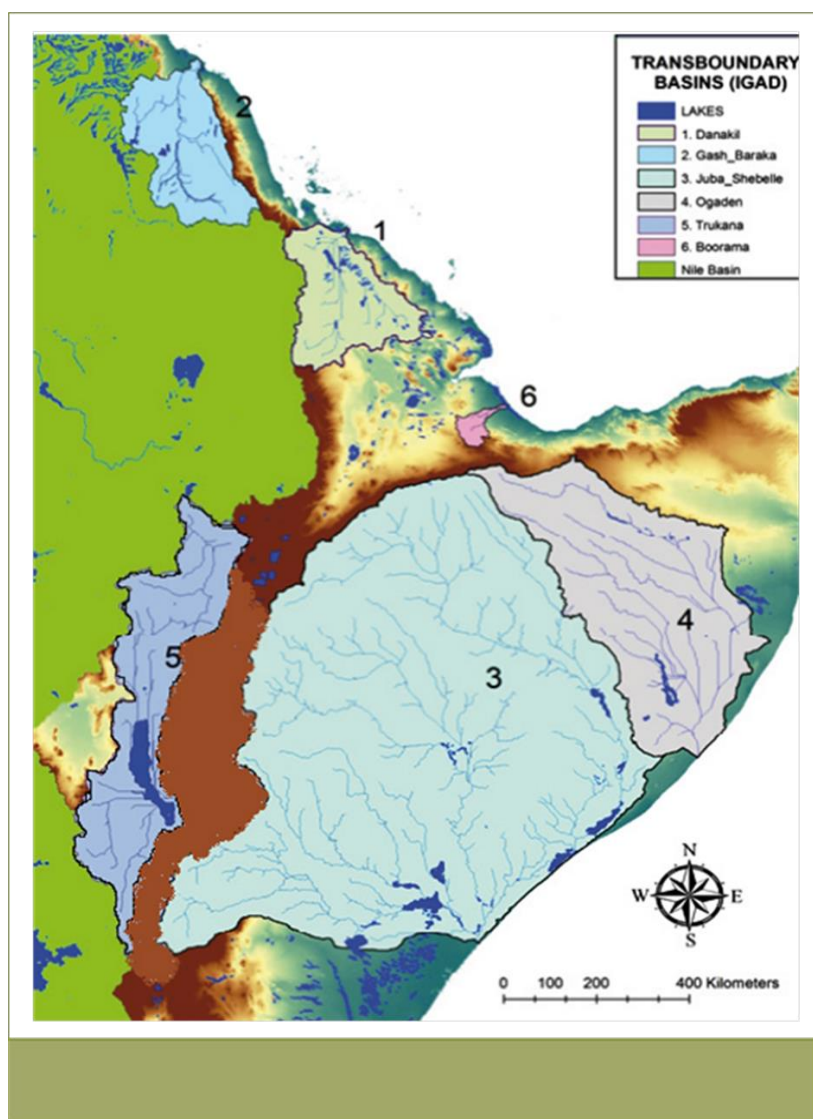 TRANSBOUNDARY
BASINS (IGAD)
LAKES
1. Danakil
2. Gash_Baraka
3. Juba_Shebelle
4. Ogaden
5. Trukana
6. Boorama
Nile Basin
2
1
6
4
5
3
N
W E
S
0 100 200 400 Kilometers